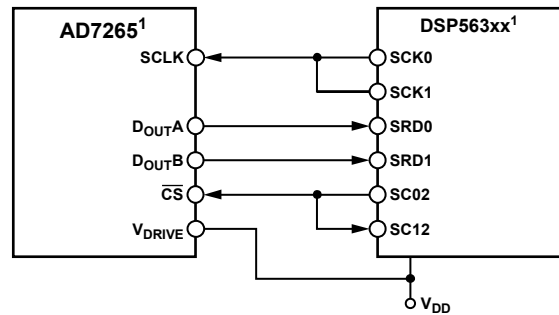 AD7265¹
DSP563xx¹
SCLK
SCK0
SCK1
DOUTA
SRD0
DOUTB
SRD1
CS
SC02
VDRIVE
SC12
VDD